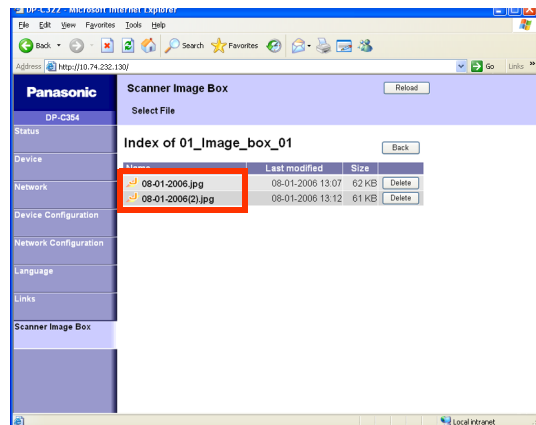 DP-C322 - Microsoft Internet Explorer
File Edit View Favorites Tools Help
Back Search Favorites
Address http://10.74.232.130/ Go Links »
Panasonic
DP-C354
Status
Device
Network
Device Configuration
Network Configuration
Language
Links
Scanner Image Box
Scanner Image Box Reload
Select File
Index of 01_Image_box_01 Back
Name Last modified Size
08-01-2006.jpg 08-01-2006 13:07 62 KB Delete
08-01-2006(2).jpg 08-01-2006 13:12 61 KB Delete
Local intranet